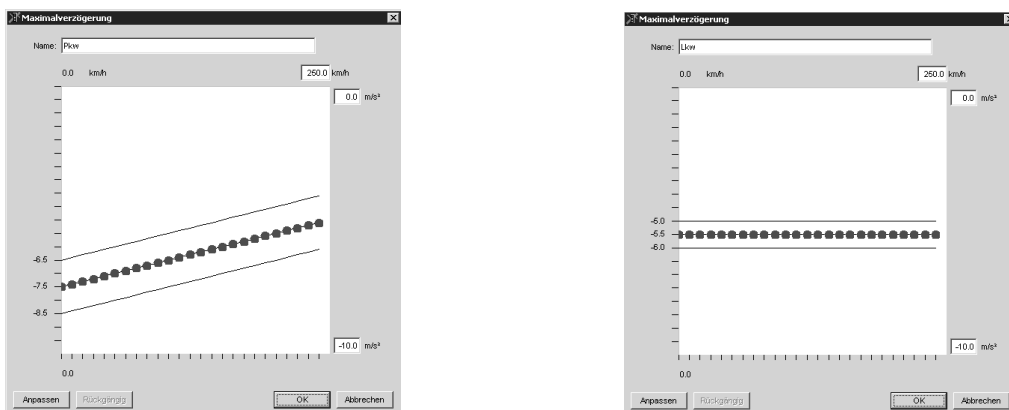 Maximalverzögerung
Name: Pkw
0.0 km/h 250.0 km/h
0.0 m/s²
-6.5
-7.5
-8.5
-10.0 m/s²
0.0
Anpassen Rückgängig OK Abbrechen
Maximalverzögerung
Name: Lkw
0.0 km/h 250.0 km/h
0.0 m/s²
-5.0
-5.5
-6.0
-10.0 m/s²
0.0
Anpassen Rückgängig OK Abbrechen